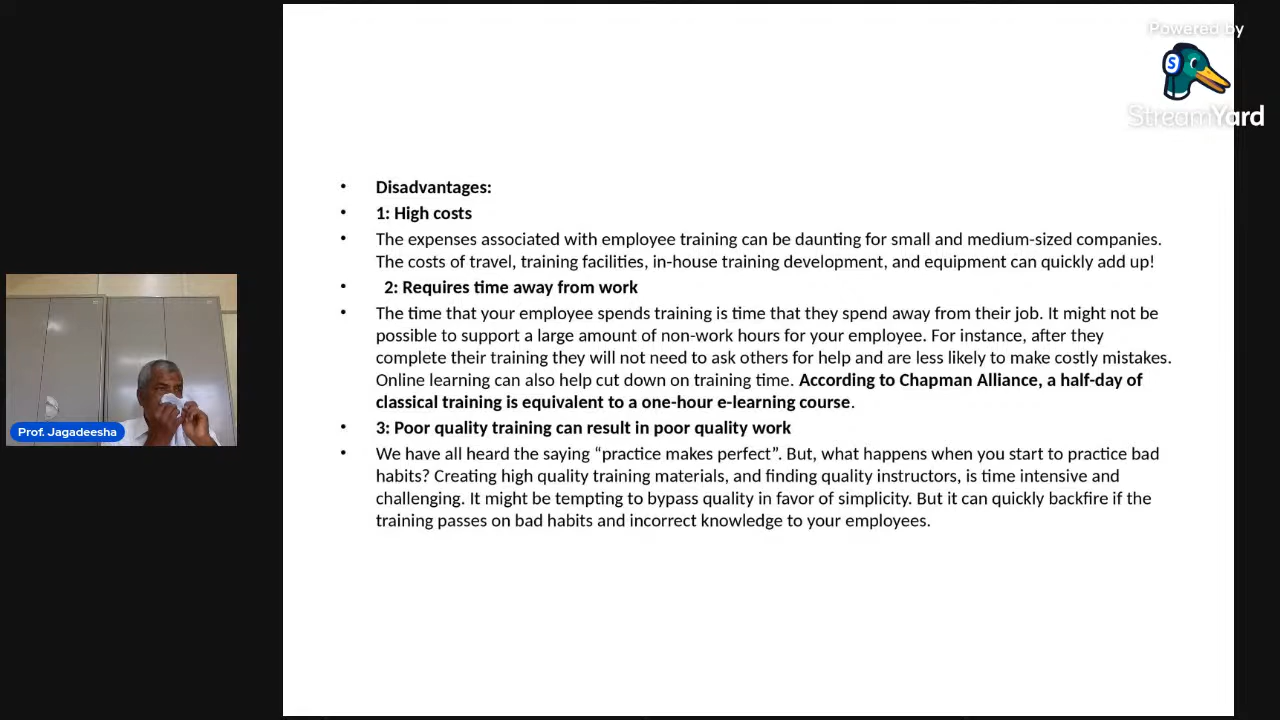 Powered by
StreamYard
• Disadvantages:
• 1: High costs
• The expenses associated with employee training can be daunting for small and medium-sized companies.
The costs of travel, training facilities, in-house training development, and equipment can quickly add up!
• 2: Requires time away from work
• The time that your employee spends training is time that they spend away from their job. It might not be
possible to support a large amount of non-work hours for your employee. For instance, after they
complete their training they will not need to ask others for help and are less likely to make costly mistakes.
Online learning can also help cut down on training time. According to Chapman Alliance, a half-day of
classical training is equivalent to a one-hour e-learning course.
• 3: Poor quality training can result in poor quality work
• We have all heard the saying “practice makes perfect”. But, what happens when you start to practice bad
habits? Creating high quality training materials, and finding quality instructors, is time intensive and
challenging. It might be tempting to bypass quality in favor of simplicity. But it can quickly backfire if the
training passes on bad habits and incorrect knowledge to your employees.
Prof. Jagadeesha